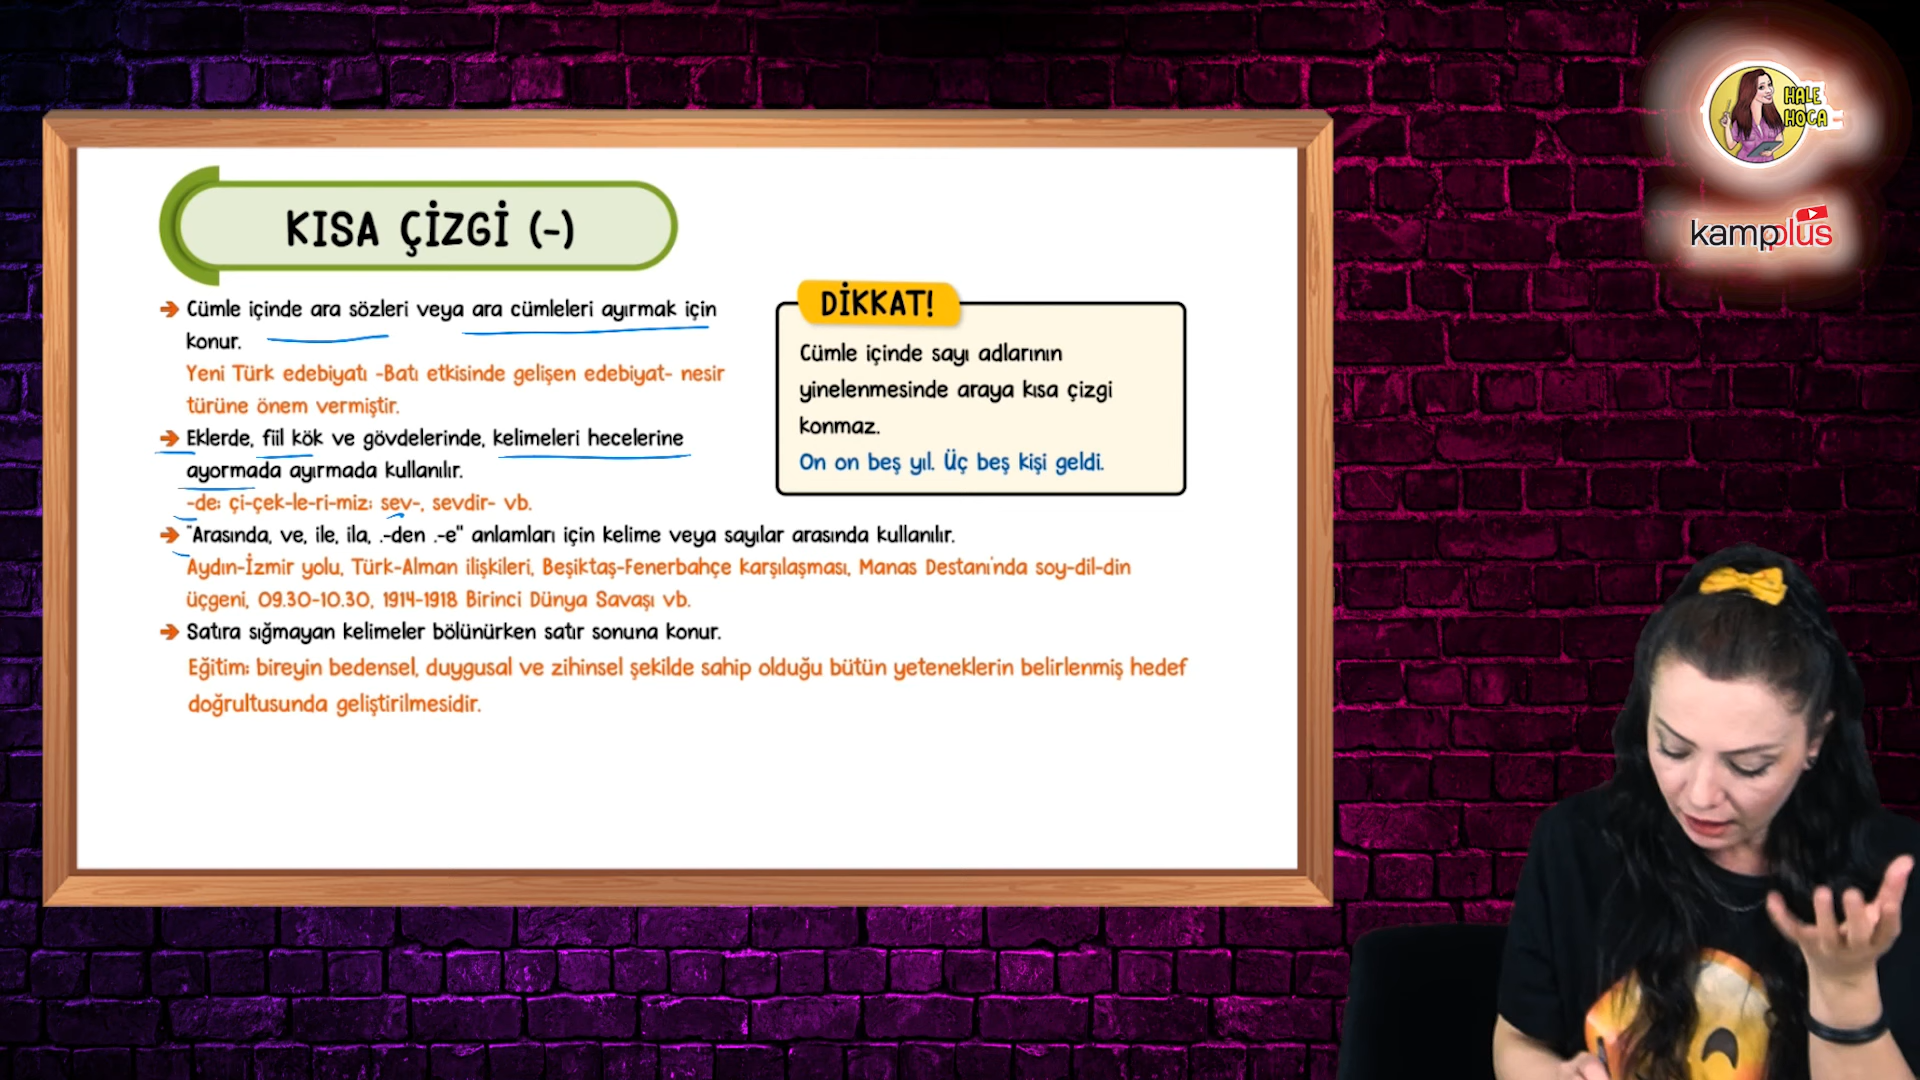 KISA ÇİZGİ (-)
Cümle içinde ara sözleri veya ara cümleleri ayırmak için
konur.
Yeni Türk edebiyatı -Batı etkisinde gelişen edebiyat- nesir
türüne önem vermiştir.
Eklerde, fiil kök ve gövdelerinde, kelimeleri hecelerine
ayormada ayırmada kullanılır.
-de; çi-çek-le-ri-miz; sev-, sevdir- vb.
"Arasında, ve, ile, ila, .-den .-e" anlamları için kelime veya sayılar arasında kullanılır.
Aydın-İzmir yolu, Türk-Alman ilişkileri, Beşiktaş-Fenerbahçe karşılaşması, Manas Destanı'nda soy-dil-din
üçgeni, 09.30-10.30, 1914-1918 Birinci Dünya Savaşı vb.
Satıra sığmayan kelimeler bölünürken satır sonuna konur.
Eğitim; bireyin bedensel, duygusal ve zihinsel şekilde sahip olduğu bütün yeteneklerin belirlenmiş hedef
doğrultusunda geliştirilmesidir.
DİKKAT!
Cümle içinde sayı adlarının
yinelenmesinde araya kısa çizgi
konmaz.
On on beş yıl. Üç beş kişi geldi.
HALE
HOCA
kampplus